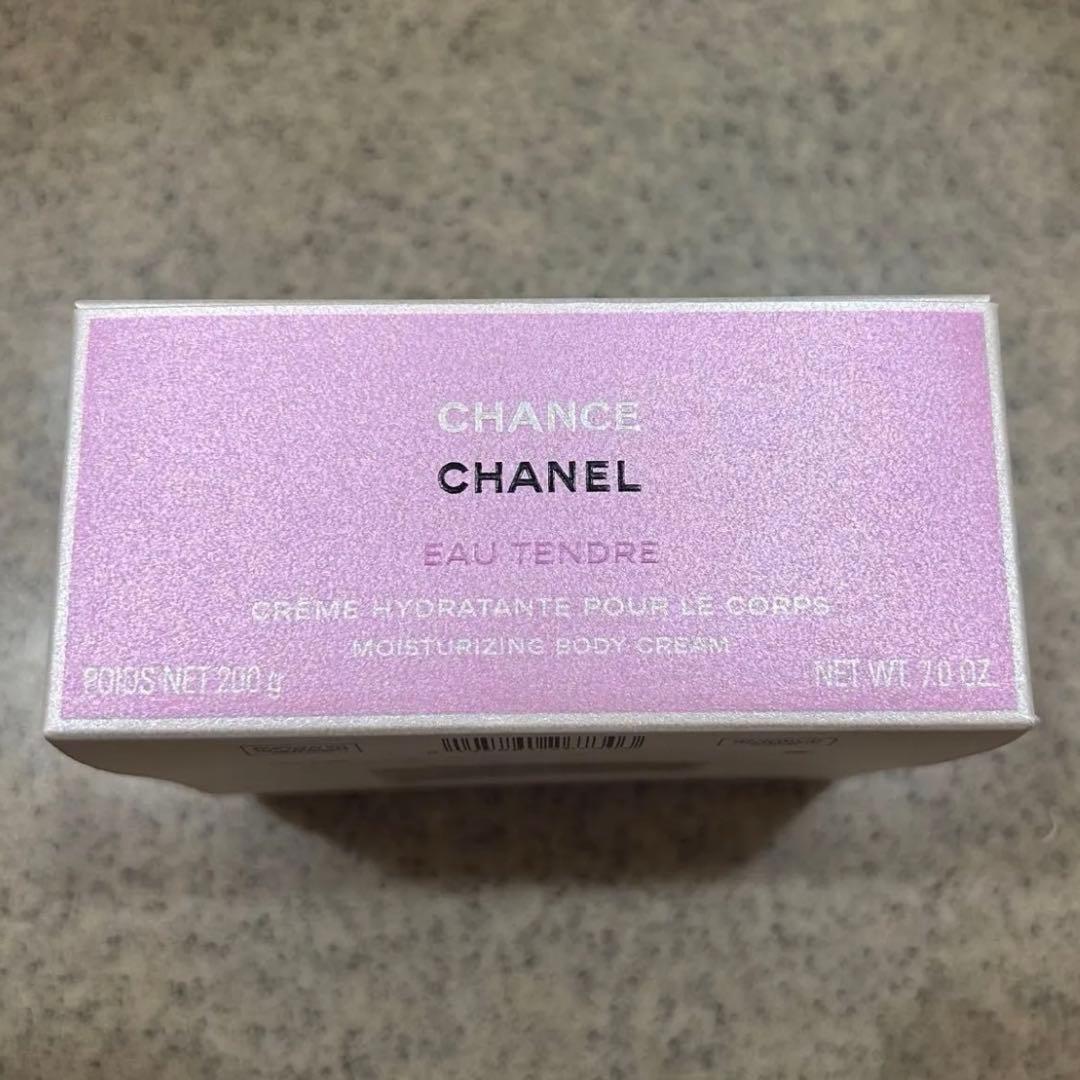 CHANCE
CHANEL
EAU TENDRE
CRÈME HYDRATANTE POUR LE CORPS
MOISTURIZING BODY CREAM
POIDS NET 200 g
NET WT. 7.0 OZ.